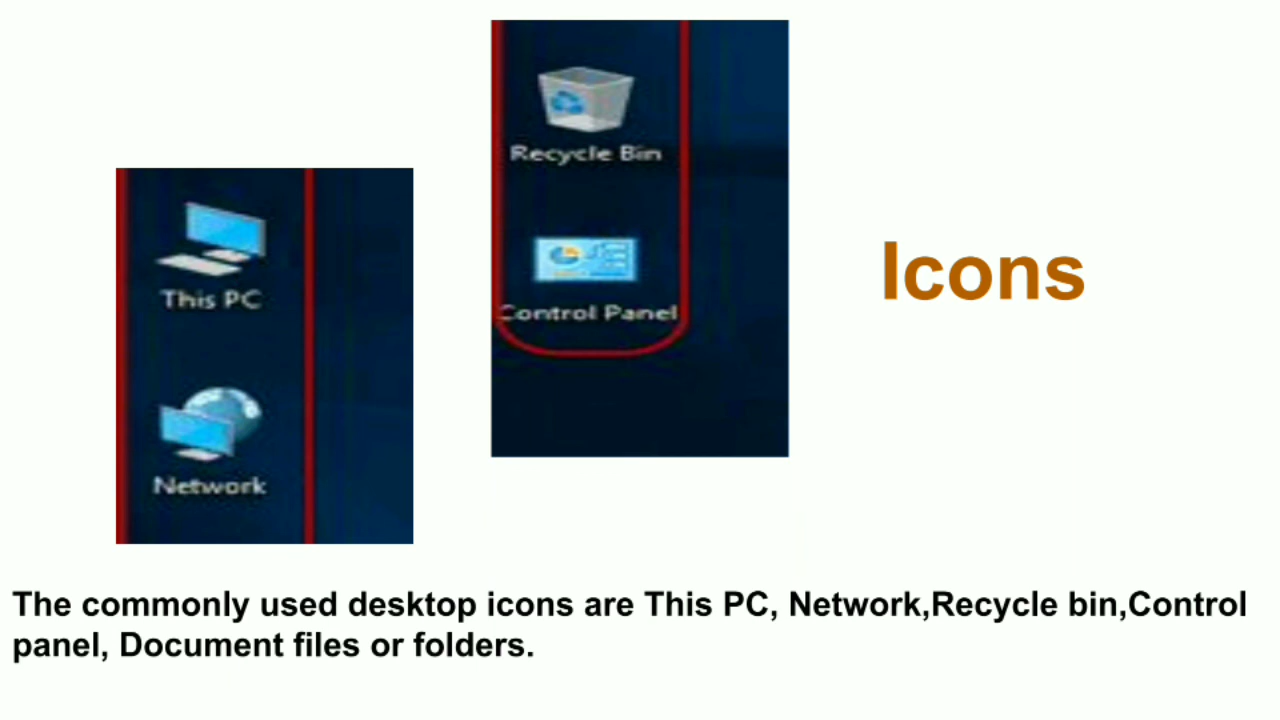 Recycle Bin
Control Panel
This PC
Network
Icons
The commonly used desktop icons are This PC, Network,Recycle bin,Control
panel, Document files or folders.